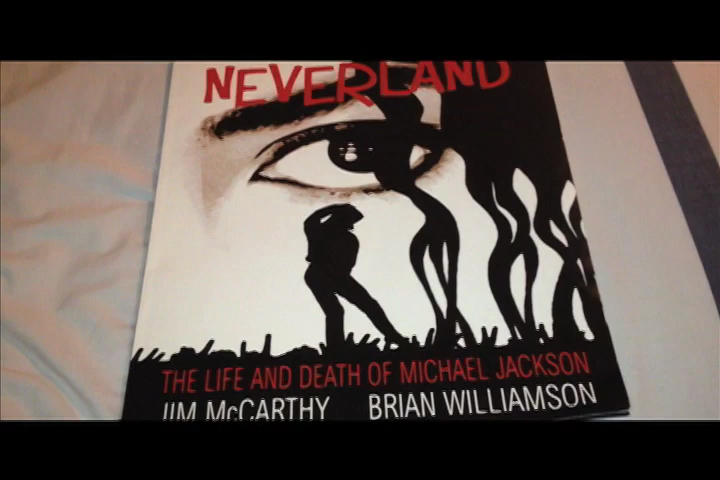 NEVERLAND
THE LIFE AND DEATH OF MICHAEL JACKSON
JIM McCARTHY BRIAN WILLIAMSON